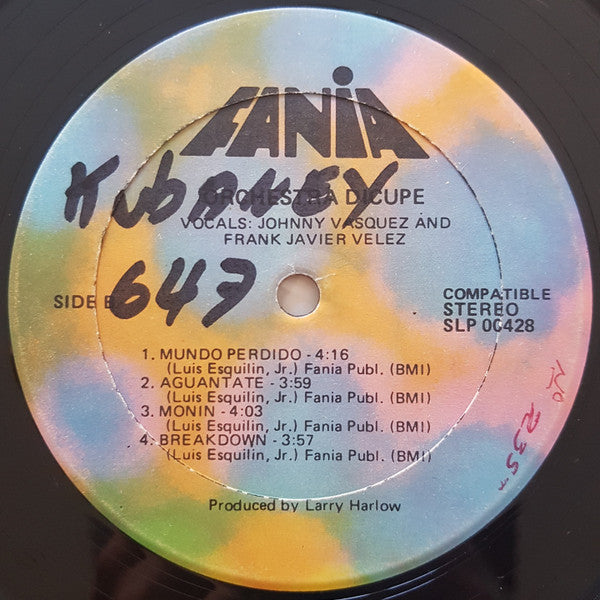 FANIA
KUBANEY
ORCHESTRA DICUPE
VOCALS: JOHNNY VASQUEZ AND
FRANK JAVIER VELEZ
647
SIDE B
COMPATIBLE
STEREO
SLP 00428
1. MUNDO PERDIDO - 4:16
(Luis Esquilin, Jr.) Fania Publ. (BMI)
2. AGUANTATE - 3:59
(Luis Esquilin, Jr.) Fania Publ. (BMI)
3. MONIN - 4:03
(Luis Esquilin, Jr.) Fania Publ. (BMI)
4. BREAKDOWN - 3:57
(Luis Esquilin, Jr.) Fania Publ. (BMI)
Produced by Larry Harlow